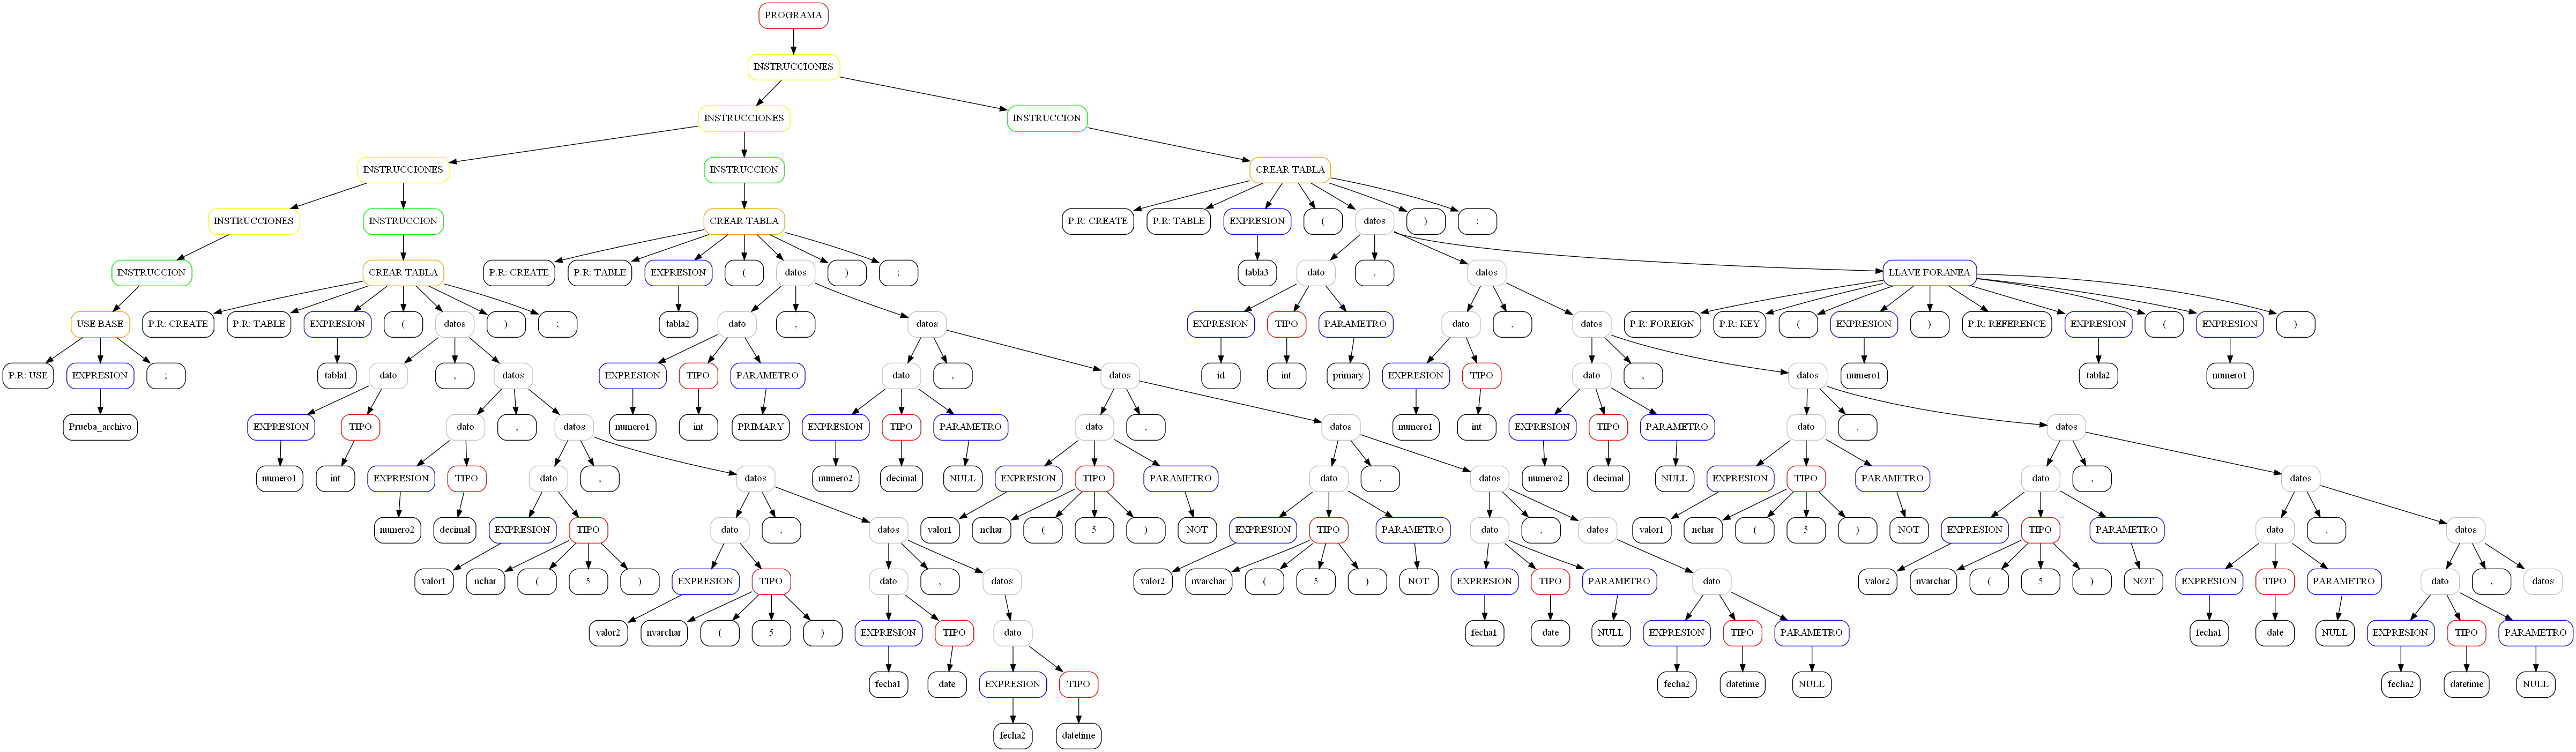 PROGRAMA
INSTRUCCIONES
INSTRUCCIONES INSTRUCCION
INSTRUCCIONES INSTRUCCION CREAR TABLA
INSTRUCCIONES INSTRUCCION CREAR TABLA P.R: CREATE P.R: TABLE EXPRESION ( datos ) ;
INSTRUCCION CREAR TABLA P.R: CREATE P.R: TABLE EXPRESION ( datos ) ; tabla3 dato , datos LLAVE FORANEA
USE BASE P.R: CREATE P.R: TABLE EXPRESION ( datos ) ; tabla2 dato , datos EXPRESION TIPO PARAMETRO dato , datos P.R: FOREIGN P.R: KEY ( EXPRESION ) P.R: REFERENCE EXPRESION ( EXPRESION )
P.R: USE EXPRESION ; tabla1 dato , datos EXPRESION TIPO PARAMETRO dato , datos id int primary EXPRESION TIPO dato , datos numero1 tabla2 numero1
Prueba_archivo EXPRESION TIPO dato , datos numero1 int PRIMARY EXPRESION TIPO PARAMETRO dato , datos numero1 int EXPRESION TIPO PARAMETRO dato , datos
numero1 int EXPRESION TIPO dato , datos numero2 decimal NULL EXPRESION TIPO PARAMETRO dato , datos numero2 decimal NULL EXPRESION TIPO PARAMETRO dato , datos
numero2 decimal EXPRESION TIPO dato , datos valor1 nchar ( 5 ) NOT EXPRESION TIPO PARAMETRO dato , datos valor1 nchar ( 5 ) NOT EXPRESION TIPO PARAMETRO dato , datos
valor1 nchar ( 5 ) EXPRESION TIPO dato , datos valor2 nvarchar ( 5 ) NOT EXPRESION TIPO PARAMETRO dato valor2 nvarchar ( 5 ) NOT EXPRESION TIPO PARAMETRO dato , datos
valor2 nvarchar ( 5 ) EXPRESION TIPO dato fecha1 date NULL EXPRESION TIPO PARAMETRO fecha1 date NULL EXPRESION TIPO PARAMETRO
fecha1 date EXPRESION TIPO fecha2 datetime NULL fecha2 datetime NULL
fecha2 datetime